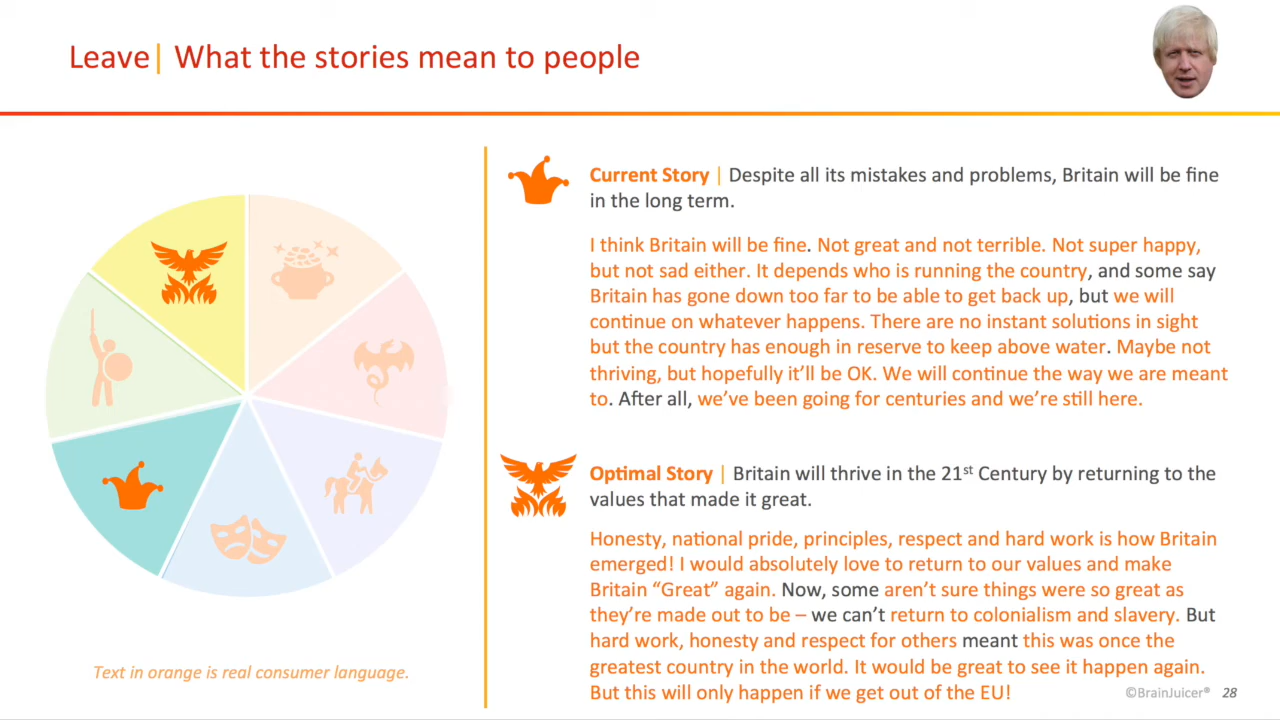 Leave| What the stories mean to people
Current Story | Despite all its mistakes and problems, Britain will be fine
in the long term.
I think Britain will be fine. Not great and not terrible. Not super happy,
but not sad either. It depends who is running the country, and some say
Britain has gone down too far to be able to get back up, but we will
continue on whatever happens. There are no instant solutions in sight
but the country has enough in reserve to keep above water. Maybe not
thriving, but hopefully it’ll be OK. We will continue the way we are meant
to. After all, we’ve been going for centuries and we’re still here.
Optimal Story | Britain will thrive in the 21st Century by returning to the
values that made it great.
Honesty, national pride, principles, respect and hard work is how Britain
emerged! I would absolutely love to return to our values and make
Britain “Great” again. Now, some aren’t sure things were so great as
they’re made out to be – we can’t return to colonialism and slavery. But
hard work, honesty and respect for others meant this was once the
greatest country in the world. It would be great to see it happen again.
But this will only happen if we get out of the EU!
Text in orange is real consumer language.
©BrainJuicer® 28